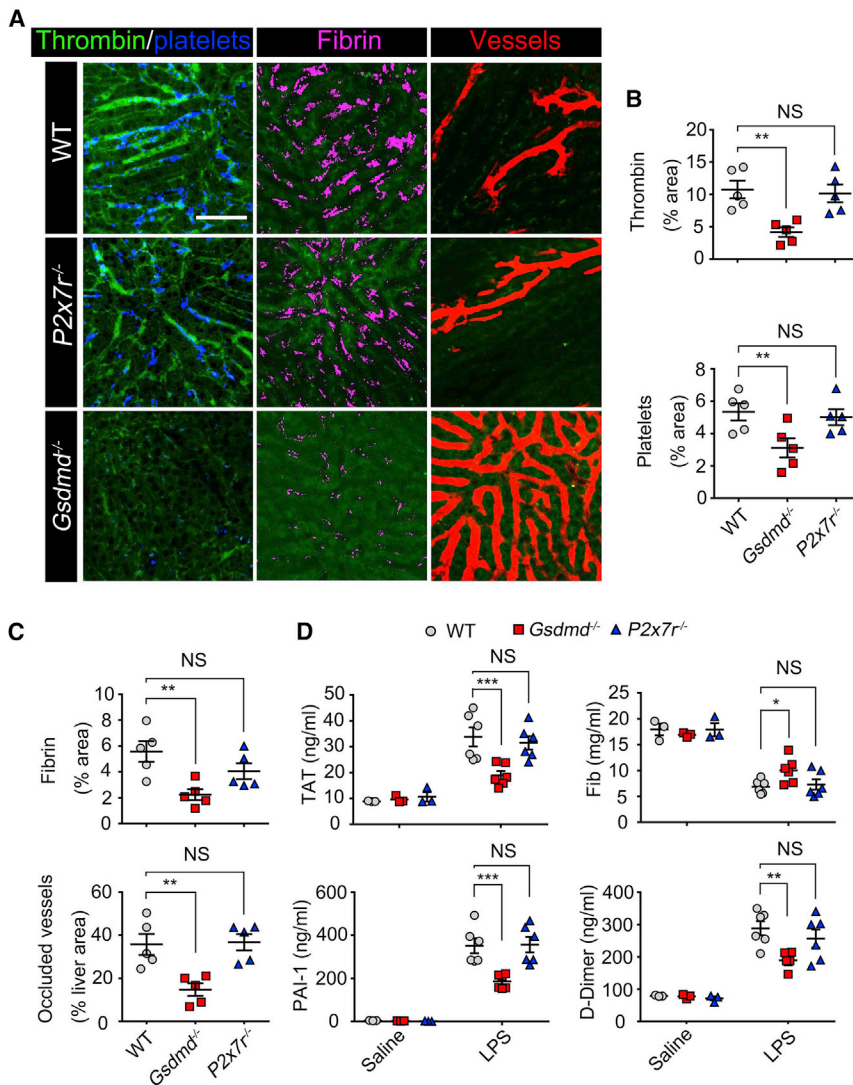 A
Thrombin/platelets Fibrin Vessels
WT
P2x7r-/-
Gsdmd-/-
B
NS
**
Thrombin
(% area)
20
15
10
5
0
NS
**
Platelets
(% area)
8
6
4
2
0
WT Gsdmd-/- P2x7r-/-
C
NS
**
Fibrin
(% area)
10
8
6
4
2
0
NS
**
Occluded vessels
(% liver area)
60
40
20
0
WT Gsdmd-/- P2x7r-/-
D
WT Gsdmd-/- P2x7r-/-
NS
***
TAT (ng/ml)
50
40
30
20
10
0
NS
*
Fib (mg/ml)
25
20
15
10
5
0
NS
***
PAI-1 (ng/ml)
600
400
200
0
Saline LPS
NS
**
D-Dimer (ng/ml)
400
300
200
100
0
Saline LPS